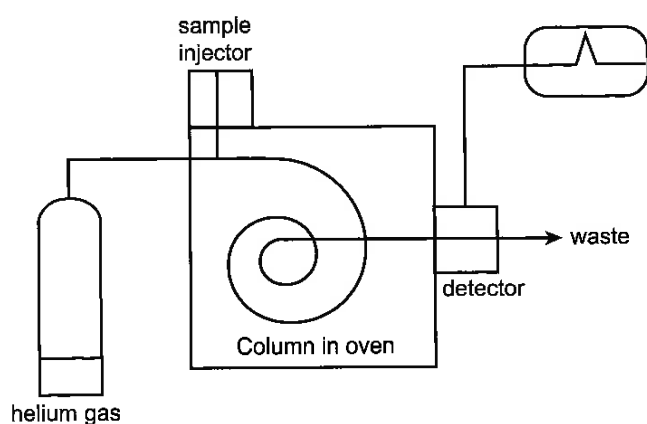 sample
injector
waste
detector
Column in oven
helium gas